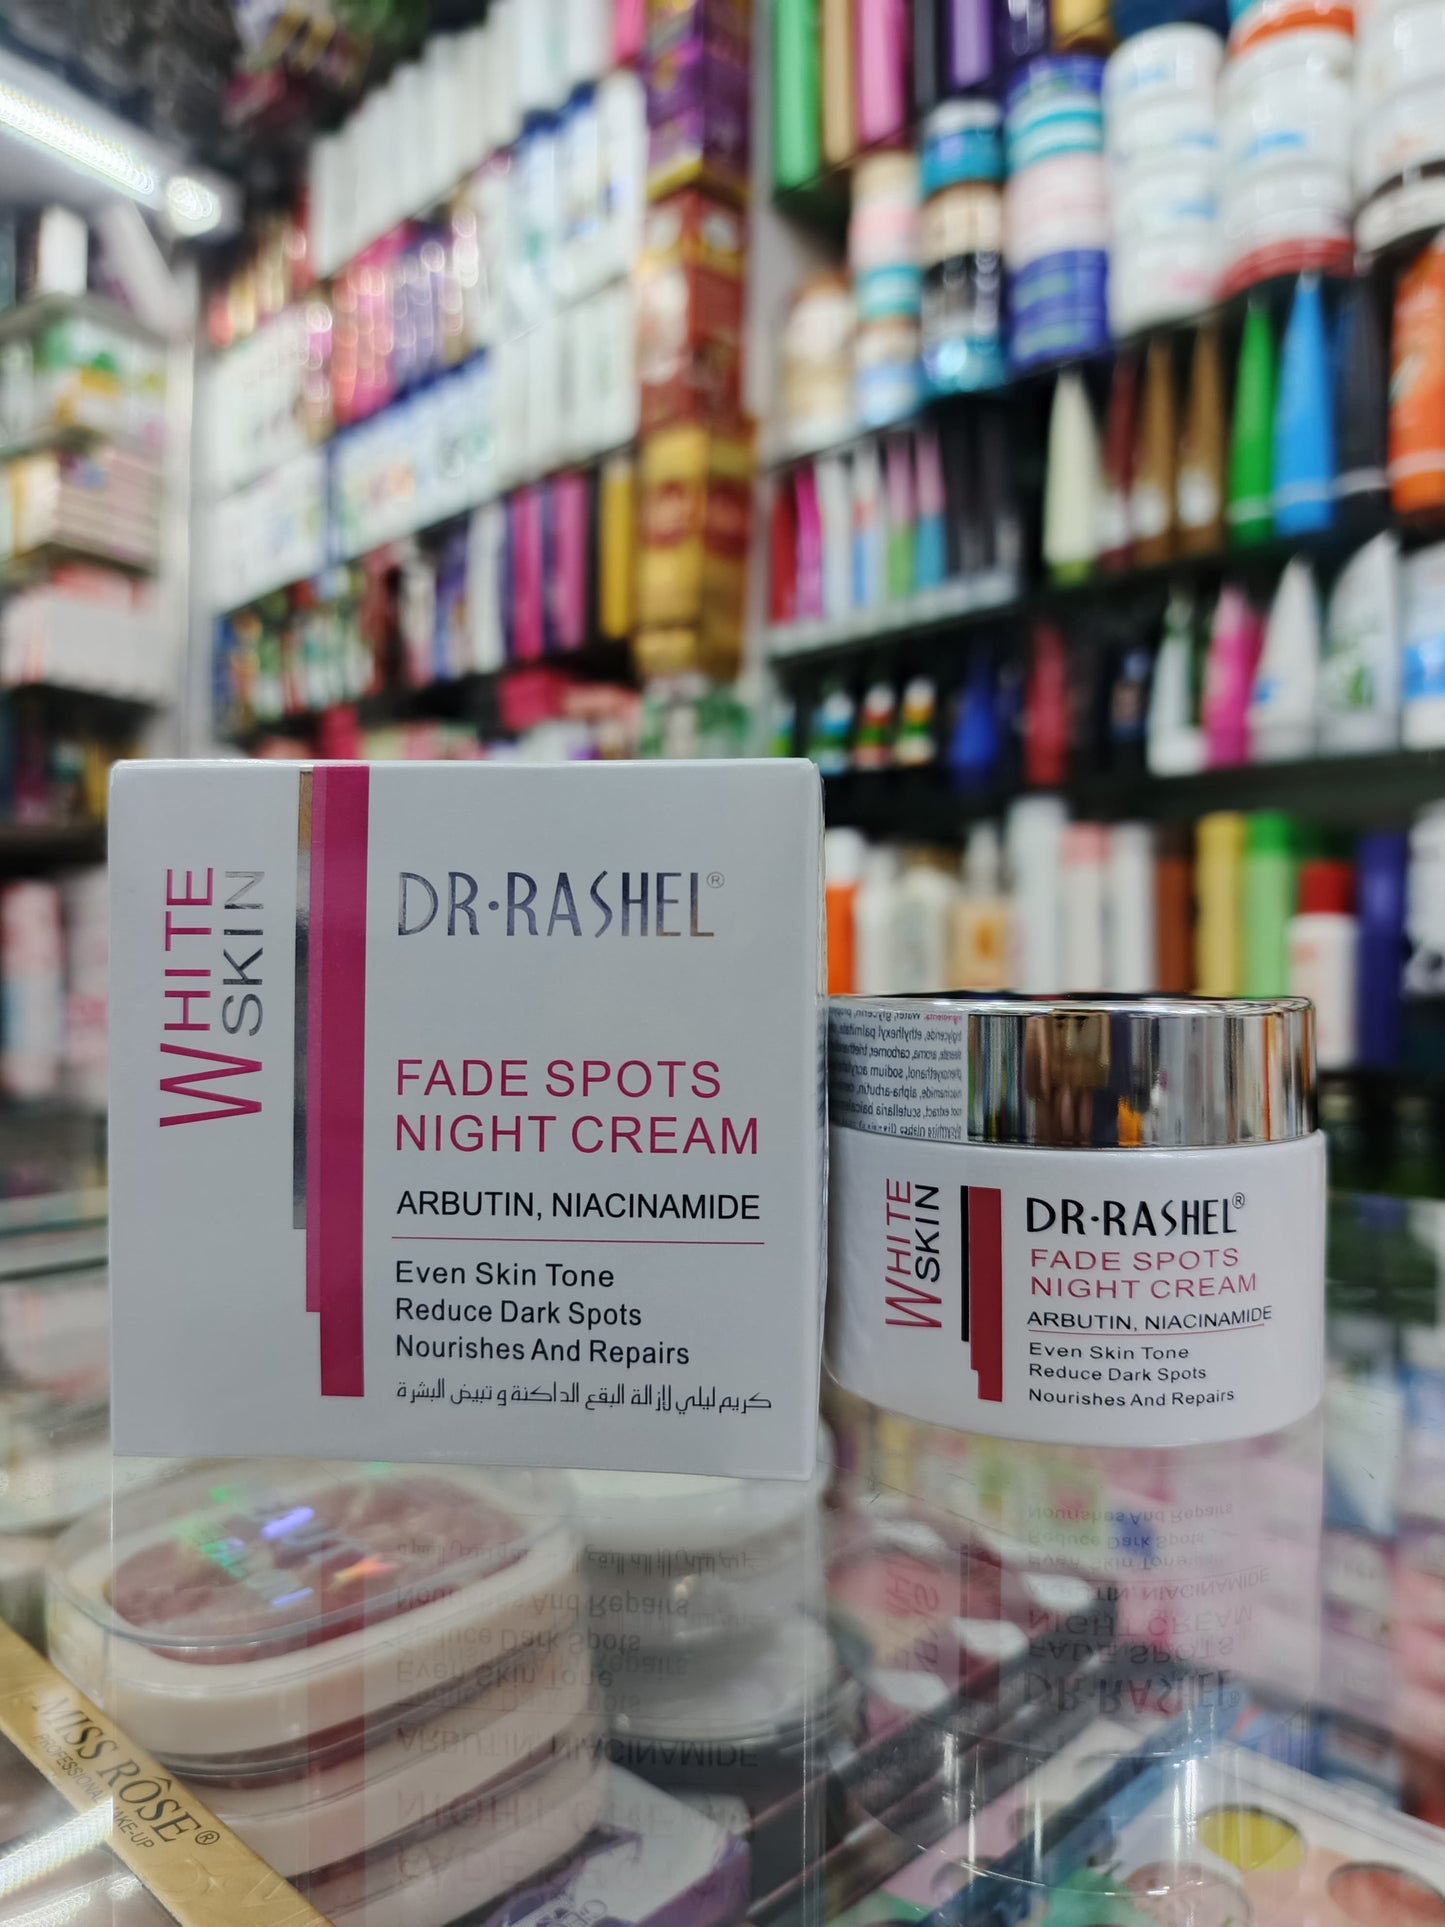 WHITE
SKIN
DR·RASHEL®
FADE SPOTS
NIGHT CREAM
ARBUTIN, NIACINAMIDE
Even Skin Tone
Reduce Dark Spots
Nourishes And Repairs
كريم ليلي لإزالة البقع الداكنة و تبيض البشرة
WHITE
SKIN
DR·RASHEL®
FADE SPOTS
NIGHT CREAM
ARBUTIN, NIACINAMIDE
Even Skin Tone
Reduce Dark Spots
Nourishes And Repairs
MISS RÔSE®
PROFESSIONAL MAKE-UP